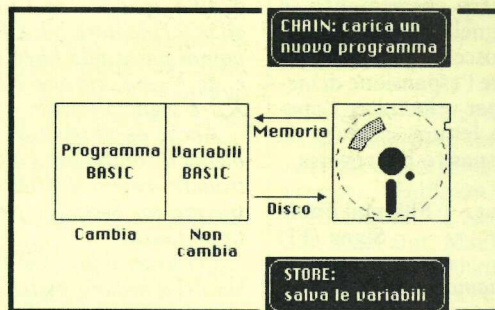 CHAIN: carica un
nuovo programma
Memoria
Programma
BASIC
Variabili
BASIC
Disco
Cambia
Non
cambia
STORE:
salva le variabili